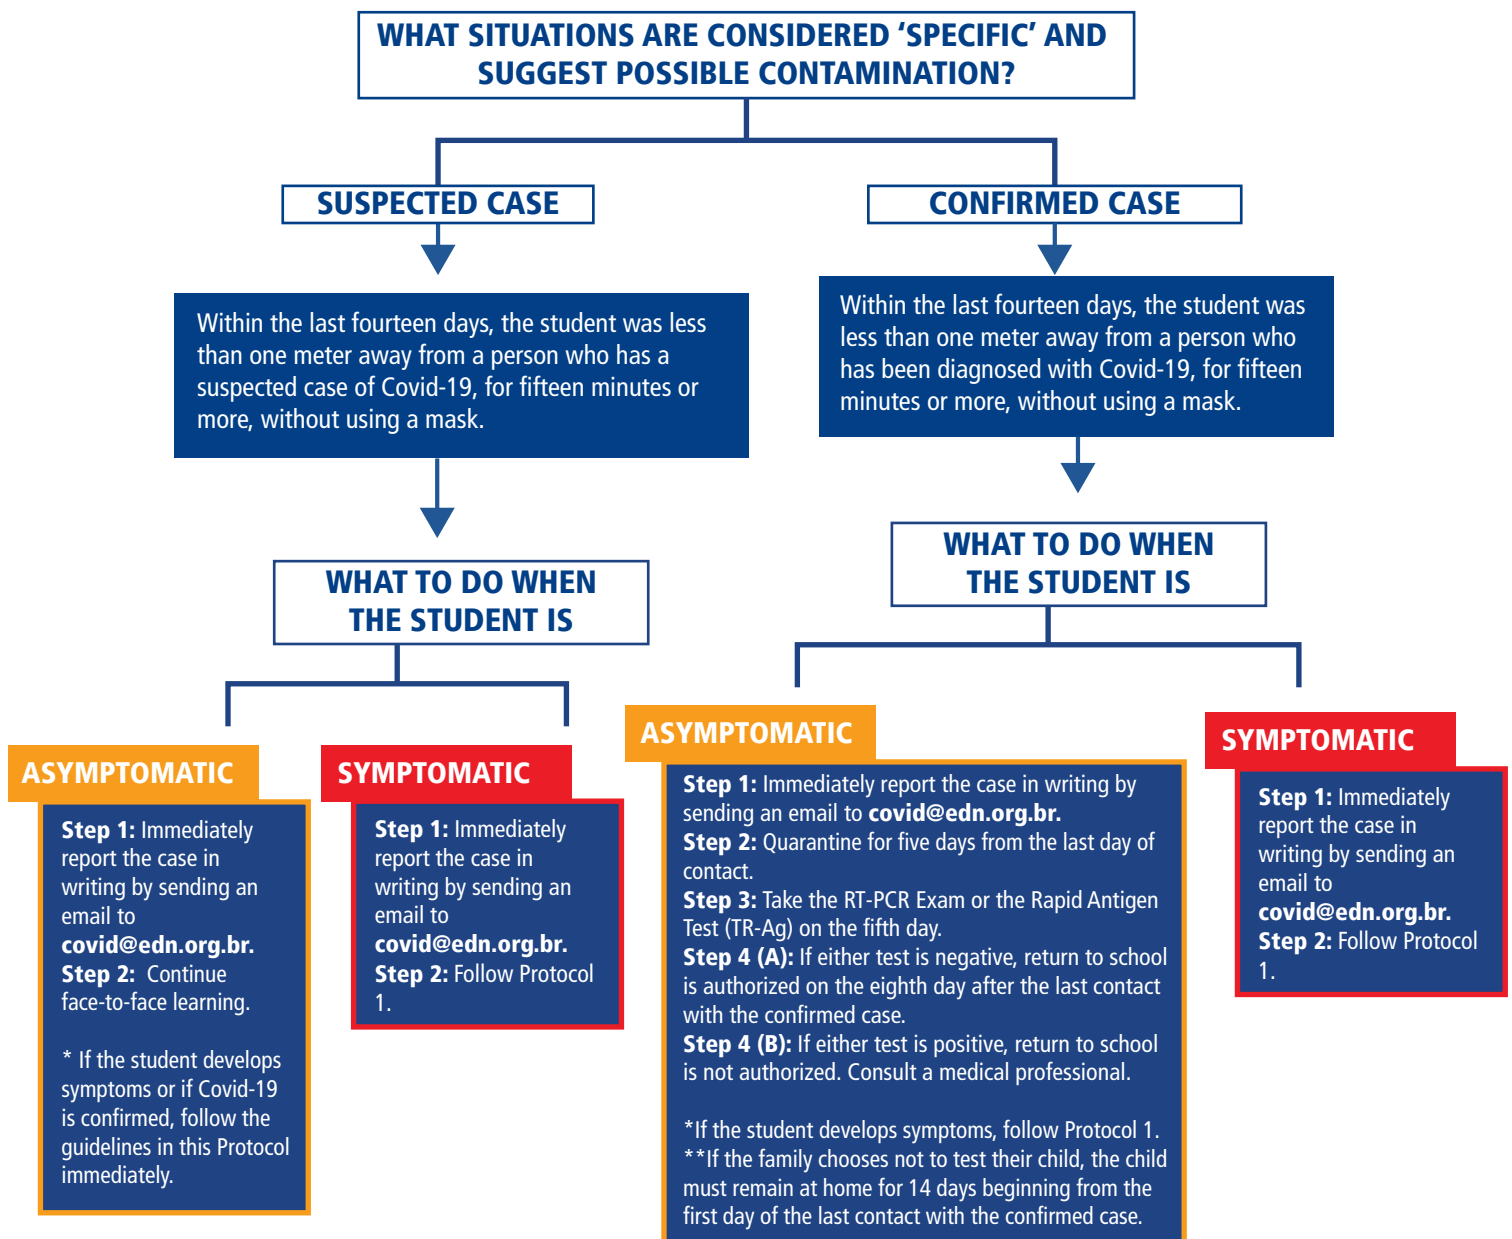 WHAT SITUATIONS ARE CONSIDERED ‘SPECIFIC’ AND
SUGGEST POSSIBLE CONTAMINATION?
SUSPECTED CASE
Within the last fourteen days, the student was less
than one meter away from a person who has a
suspected case of Covid-19, for fifteen minutes or
more, without using a mask.
WHAT TO DO WHEN
THE STUDENT IS
ASYMPTOMATIC
Step 1: Immediately
report the case in
writing by sending an
email to
covid@edn.org.br.
Step 2: Continue
face-to-face learning.
* If the student develops
symptoms or if Covid-19
is confirmed, follow the
guidelines in this Protocol
immediately.
SYMPTOMATIC
Step 1: Immediately
report the case in
writing by sending an
email to
covid@edn.org.br.
Step 2: Follow Protocol
1.
CONFIRMED CASE
Within the last fourteen days, the student was
less than one meter away from a person who
has been diagnosed with Covid-19, for fifteen
minutes or more, without using a mask.
WHAT TO DO WHEN
THE STUDENT IS
ASYMPTOMATIC
Step 1: Immediately report the case in writing by
sending an email to covid@edn.org.br.
Step 2: Quarantine for five days from the last day of
contact.
Step 3: Take the RT-PCR Exam or the Rapid Antigen
Test (TR-Ag) on the fifth day.
Step 4 (A): If either test is negative, return to school
is authorized on the eighth day after the last contact
with the confirmed case.
Step 4 (B): If either test is positive, return to school
is not authorized. Consult a medical professional.
*If the student develops symptoms, follow Protocol 1.
**If the family chooses not to test their child, the child
must remain at home for 14 days beginning from the
first day of the last contact with the confirmed case.
SYMPTOMATIC
Step 1: Immediately
report the case in
writing by sending an
email to
covid@edn.org.br.
Step 2: Follow Protocol
1.